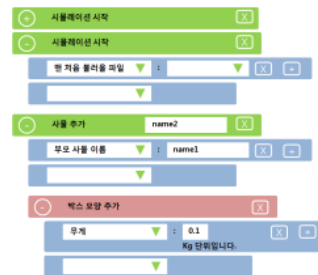 + 시뮬레이션 시작 X
- 시뮬레이션 시작 X
맨 처음 불러올 파일 : X +
- 사물 추가 name2 X
부모 사물 이름 : name1 X +
- 박스 모양 추가 X
무게 : 0.1 X +
Kg 단위입니다.